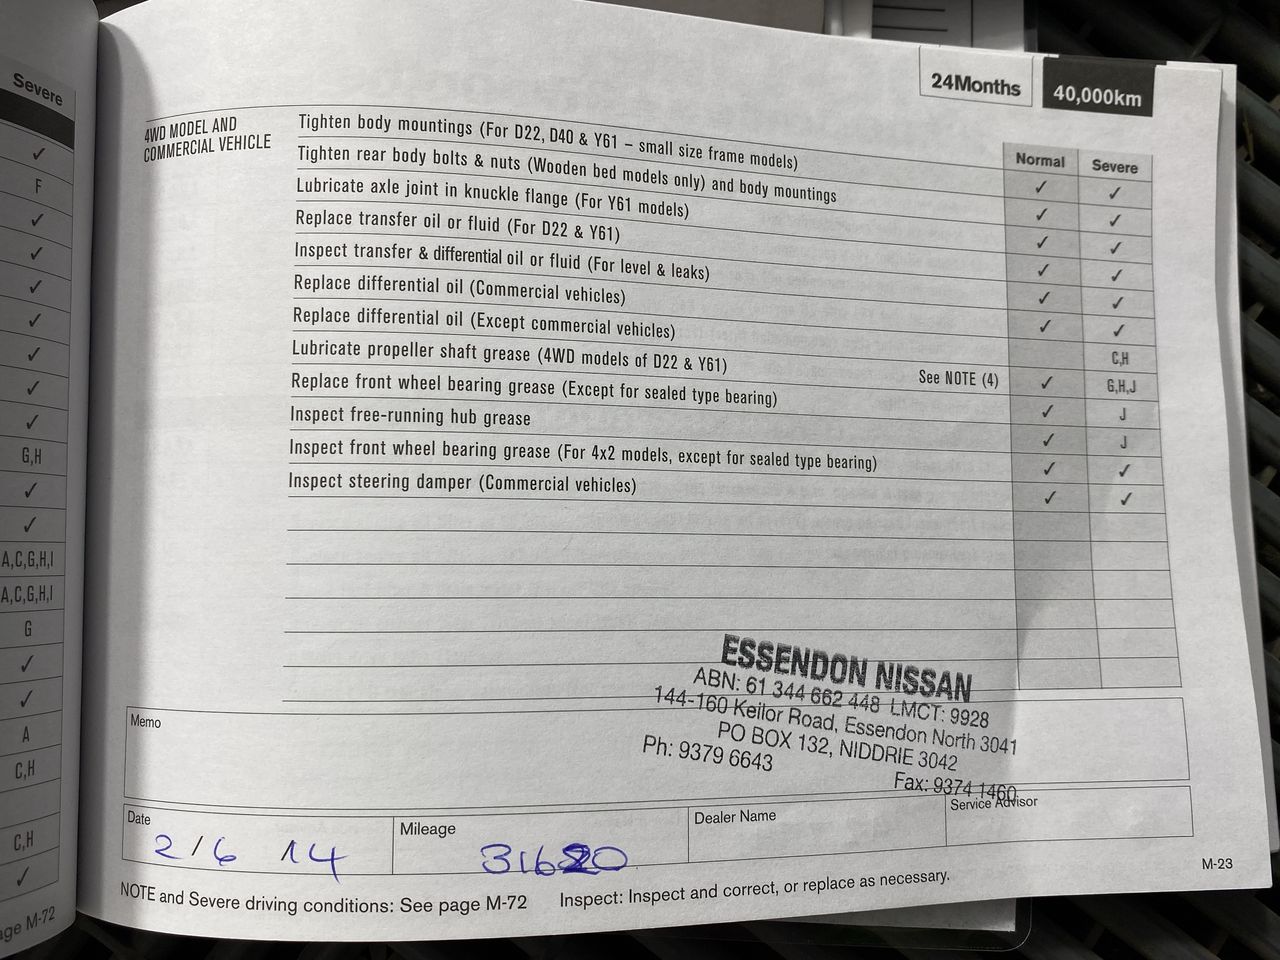 Severe
✓
F
✓
✓
✓
✓
✓
✓
✓
G,H
✓
✓
A,C,G,H,I
A,C,G,H,I
G
✓
✓
A
C,H
C,H
✓
age M-72
24Months 40,000km
Normal Severe
4WD MODEL AND
COMMERCIAL VEHICLE
Tighten body mountings (For D22, D40 & Y61 – small size frame models) ✓ ✓
Tighten rear body bolts & nuts (Wooden bed models only) and body mountings ✓ ✓
Lubricate axle joint in knuckle flange (For Y61 models) ✓ ✓
Replace transfer oil or fluid (For D22 & Y61) ✓ ✓
Inspect transfer & differential oil or fluid (For level & leaks) ✓ ✓
Replace differential oil (Commercial vehicles) ✓ ✓
Replace differential oil (Except commercial vehicles) C,H
Lubricate propeller shaft grease (4WD models of D22 & Y61) See NOTE (4) ✓ G,H,J
Replace front wheel bearing grease (Except for sealed type bearing) ✓ J
Inspect free-running hub grease ✓ J
Inspect front wheel bearing grease (For 4x2 models, except for sealed type bearing) ✓ ✓
Inspect steering damper (Commercial vehicles) ✓ ✓
ESSENDON NISSAN
ABN: 61 344 662 448 LMCT: 9928
144-160 Keilor Road, Essendon North 3041
PO BOX 132, NIDDRIE 3042
Ph: 9379 6643 Fax: 9374 1460
Memo
Date 2/6 14
Mileage
Dealer Name
Service Advisor
M-23
NOTE and Severe driving conditions: See page M-72 Inspect: Inspect and correct, or replace as necessary.